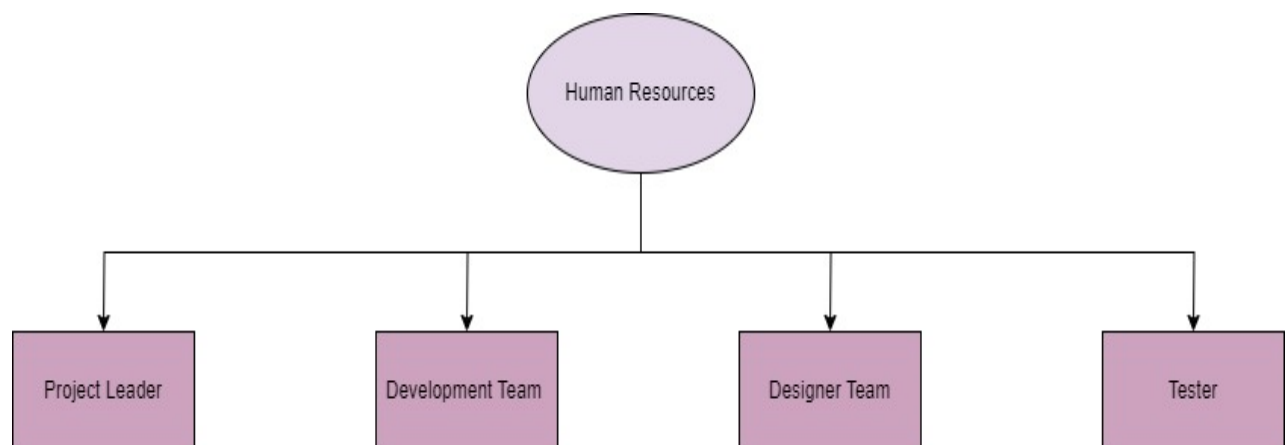 Human Resources
Project Leader
Development Team
Designer Team
Tester